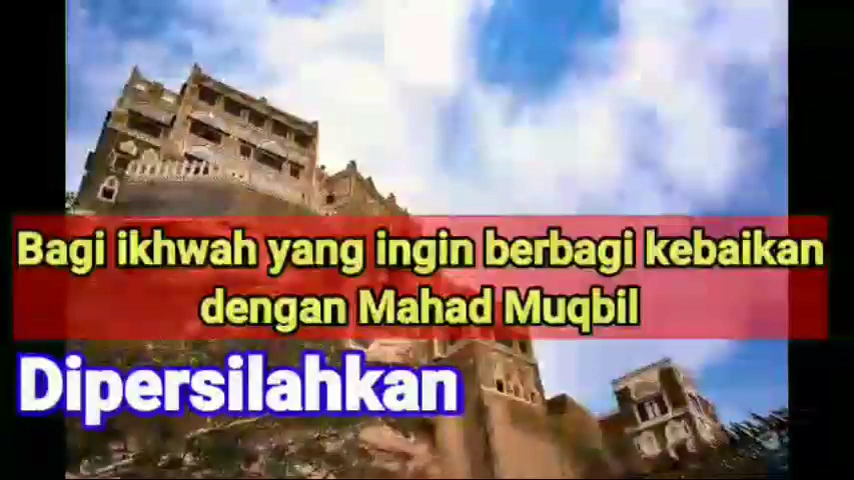 Bagi ikhwah yang ingin berbagi kebaikan
dengan Mahad Muqbil
Dipersilahkan